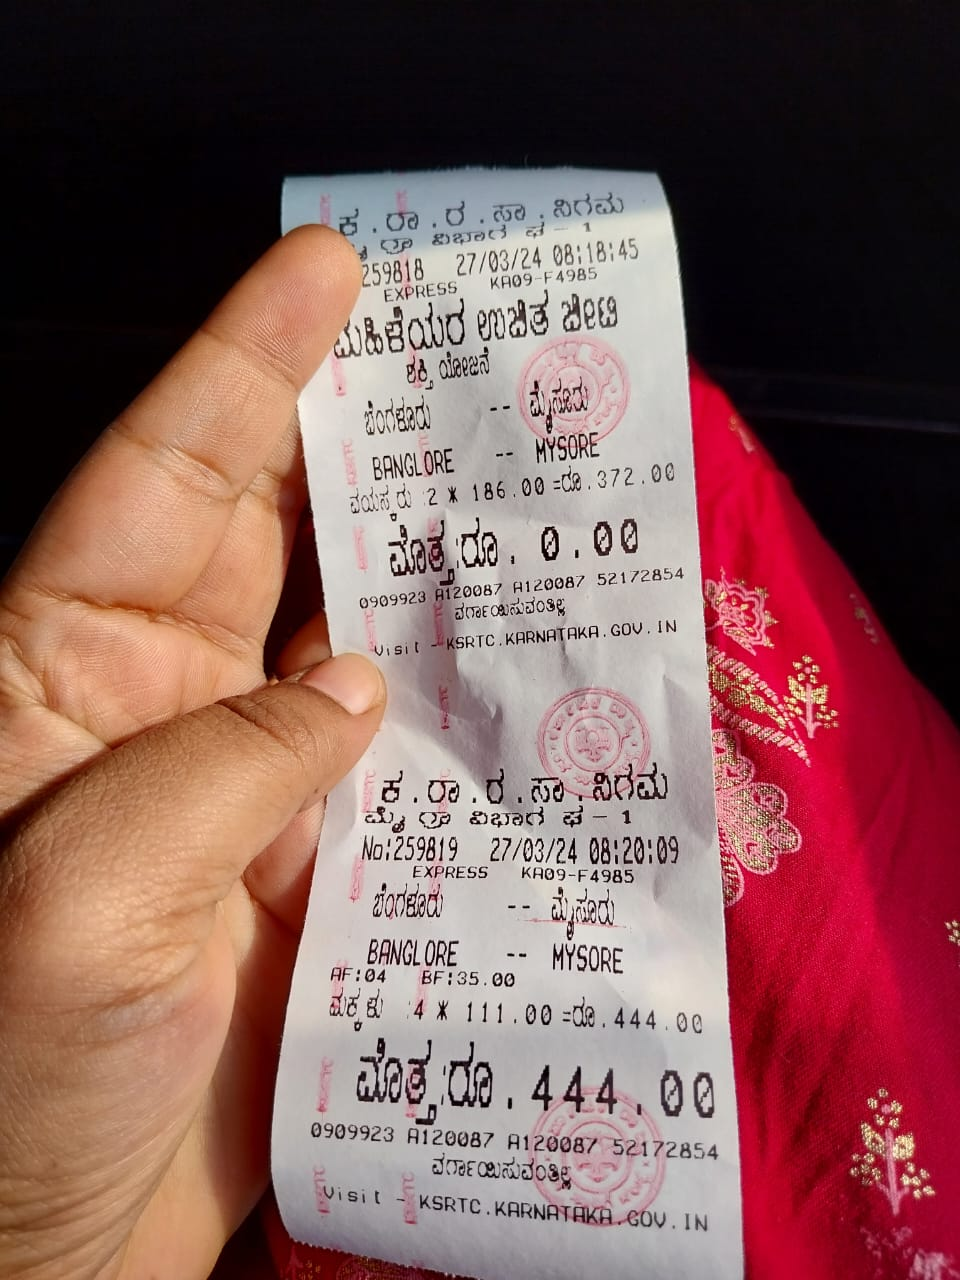 ಕ.ರಾ.ರ.ಸಾ.ನಿಗಮ
ಮೈ ಗ್ರಾ ವಿಭಾಗ ಘ-1
259818 27/03/24 08:18:45
EXPRESS KA09-F4985
ಮಹಿಳೆಯರ ಉಚಿತ ಚೀಟಿ
ಶಕ್ತಿ ಯೋಜನೆ
ಬೆಂಗಳೂರು -- ಮೈಸೂರು
BANGLORE -- MYSORE
ವಯಸ್ಕರು :2 * 186.00 =ರೂ.372.00
ಮೊತ್ತ:ರೂ. 0.00
0909923 A120087 A120087 52172854
ವರ್ಗಾಯಿಸುವಂತಿಲ್ಲ
Visit - KSRTC.KARNATAKA.GOV.IN
ಕ.ರಾ.ರ.ಸಾ.ನಿಗಮ
ಮೈ ಗ್ರಾ ವಿಭಾಗ ಘ-1
No:259819 27/03/24 08:20:09
EXPRESS KA09-F4985
ಬೆಂಗಳೂರು -- ಮೈಸೂರು
BANGLORE -- MYSORE
AF:04 BF:35.00
ಮಕ್ಕಳು :4 * 111.00 =ರೂ.444.00
ಮೊತ್ತ:ರೂ.444.00
0909923 A120087 A120087 52172854
ವರ್ಗಾಯಿಸುವಂತಿಲ್ಲ
Visit - KSRTC.KARNATAKA.GOV.IN